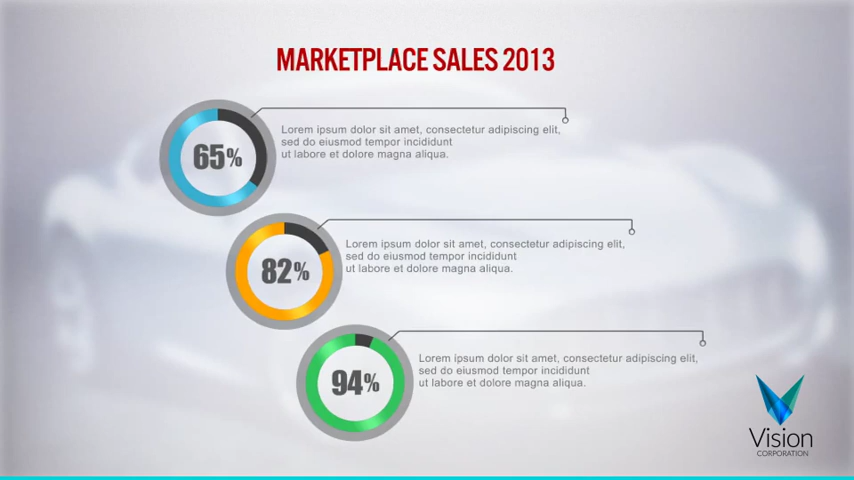 MARKETPLACE SALES 2013
65%
Lorem ipsum dolor sit amet, consectetur adipiscing elit,
sed do eiusmod tempor incididunt
ut labore et dolore magna aliqua.
82%
Lorem ipsum dolor sit amet, consectetur adipiscing elit,
sed do eiusmod tempor incididunt
ut labore et dolore magna aliqua.
94%
Lorem ipsum dolor sit amet, consectetur adipiscing elit,
sed do eiusmod tempor incididunt
ut labore et dolore magna aliqua.
Vision
CORPORATION